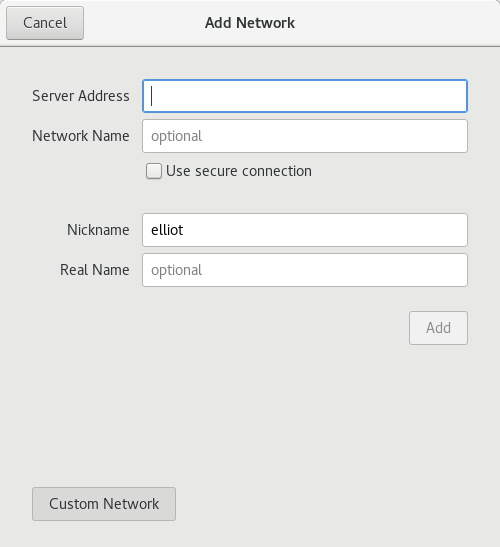 Cancel
Add Network
Server Address
Network Name optional
Use secure connection
Nickname elliot
Real Name optional
Add
Custom Network